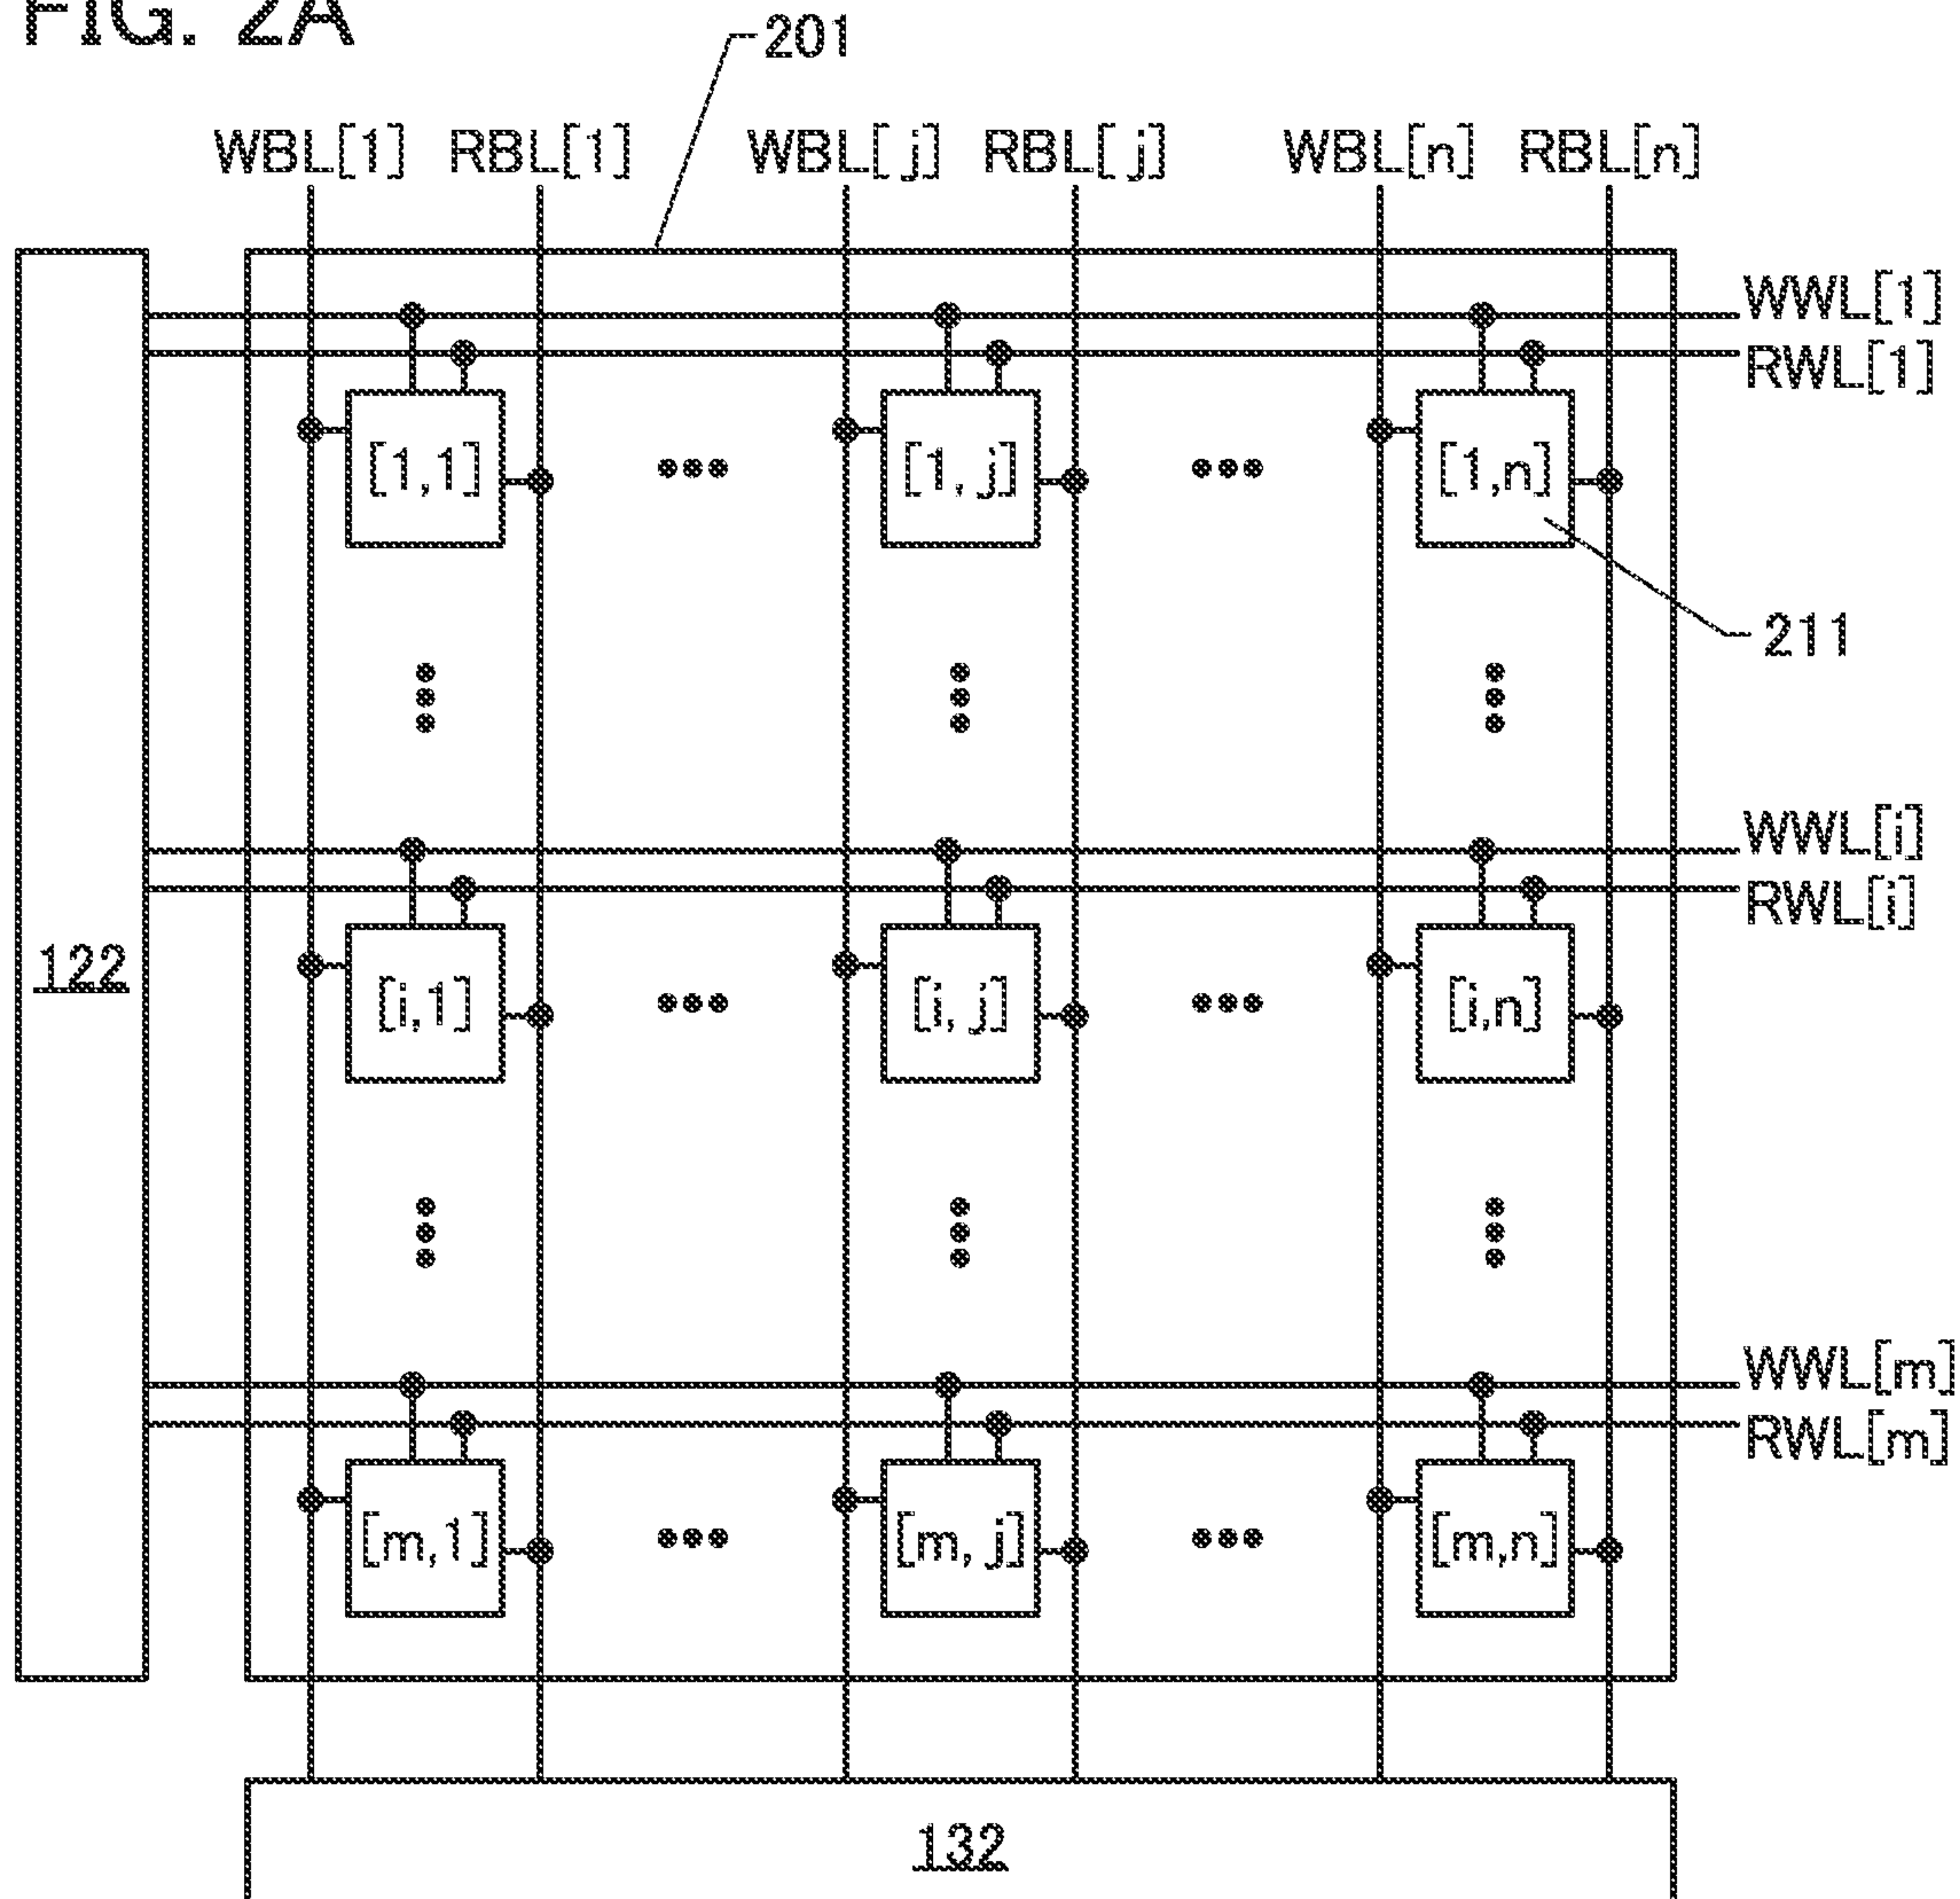 FIG. 2A
201
WBL[1] RBL[1] WBL[j] RBL[j] WBL[n] RBL[n]
WWL[1]
RWL[1]
[1,1] [1,j] [1,n]
211
WWL[i]
RWL[i]
122
[i,1] [i,j] [i,n]
WWL[m]
RWL[m]
[m,1] [m,j] [m,n]
132